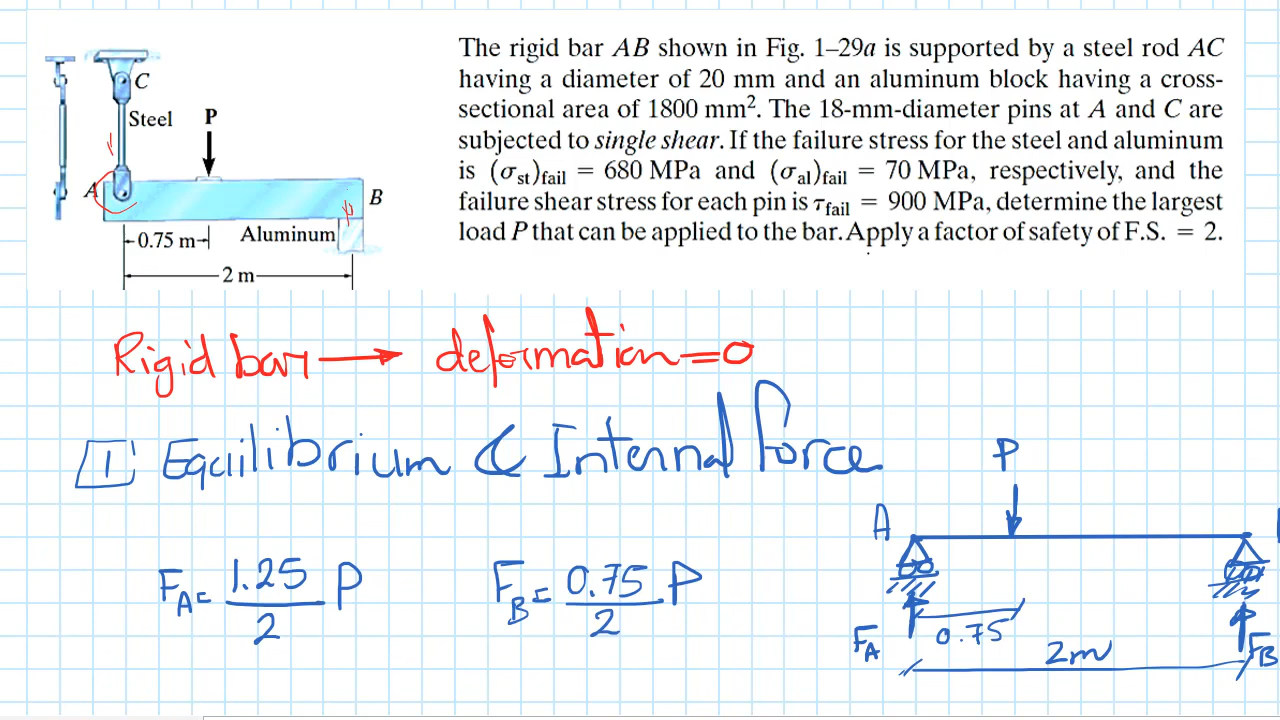 The rigid bar AB shown in Fig. 1–29a is supported by a steel rod AC
having a diameter of 20 mm and an aluminum block having a cross-
sectional area of 1800 mm². The 18-mm-diameter pins at A and C are
subjected to single shear. If the failure stress for the steel and aluminum
is (σst)fail = 680 MPa and (σal)fail = 70 MPa, respectively, and the
failure shear stress for each pin is τfail = 900 MPa, determine the largest
load P that can be applied to the bar. Apply a factor of safety of F.S. = 2.
C
Steel P
A
B
0.75 m
Aluminum
2 m
Rigid bar → deformation=0
1 Equilibrium & Internal Force
P
A
FA= 1.25/2 P FB= 0.75/2 P
FA 0.75 2m FB